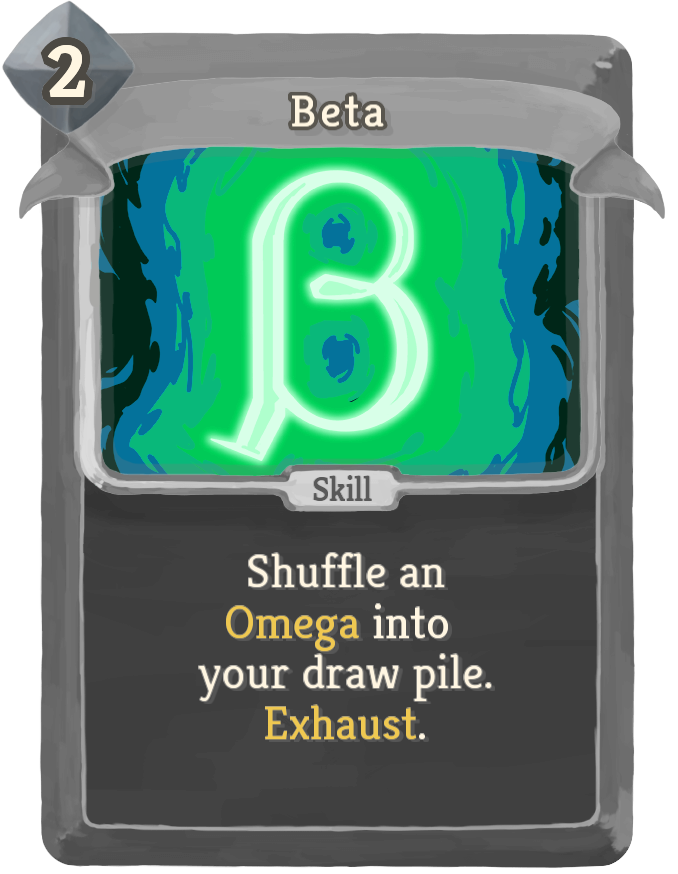 2
Beta
β
Skill
Shuffle an
Omega into
your draw pile.
Exhaust.